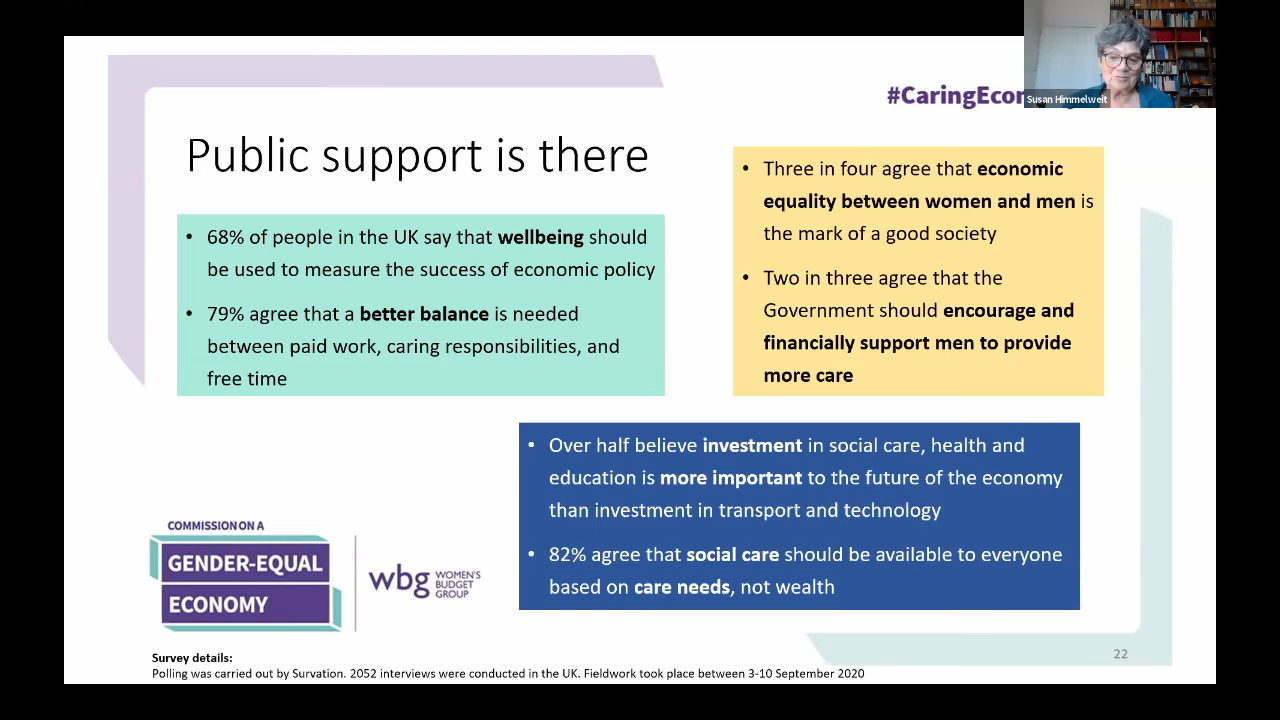 #CaringEcon
Susan Himmelweit
Public support is there
• 68% of people in the UK say that wellbeing should
be used to measure the success of economic policy
• 79% agree that a better balance is needed
between paid work, caring responsibilities, and
free time
• Three in four agree that economic
equality between women and men is
the mark of a good society
• Two in three agree that the
Government should encourage and
financially support men to provide
more care
• Over half believe investment in social care, health and
education is more important to the future of the economy
than investment in transport and technology
• 82% agree that social care should be available to everyone
based on care needs, not wealth
COMMISSION ON A
GENDER-EQUAL
ECONOMY
wbg
WOMEN'S
BUDGET
GROUP
22
Survey details:
Polling was carried out by Survation. 2052 interviews were conducted in the UK. Fieldwork took place between 3-10 September 2020